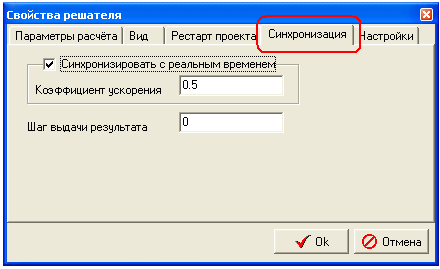 Свойства решателя
Параметры расчёта Вид Рестарт проекта Синхронизация Настройки
Синхронизировать с реальным временем
Коэффициент ускорения 0.5
Шаг выдачи результата 0
Ok Отмена